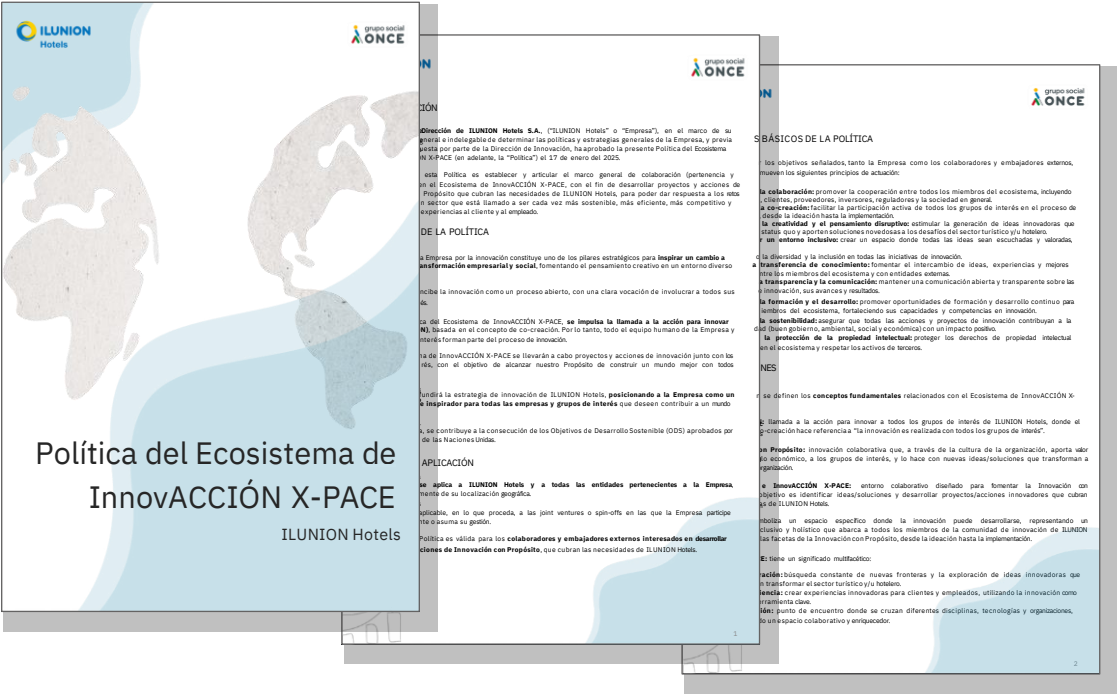 ILUNION
Hotels
grupo social
ONCE
Política del Ecosistema de
InnovACCIÓN X-PACE
ILUNION Hotels
grupo social
ONCE
Dirección de ILUNION Hotels S.A., (“ILUNION Hotels” o “Empresa”), en el marco de su
general e indelegable de determinar las políticas y estrategias generales de la Empresa, y previa
por parte de la Dirección de Innovación, ha aprobado la presente Política del Ecosistema
X-PACE (en adelante, la “Política”) el 17 de enero del 2025.
esta Política es establecer y articular el marco general de colaboración (pertenencia y
el Ecosistema de InnovACCIÓN X-PACE, con el fin de desarrollar proyectos y acciones de
Propósito que cubran las necesidades de ILUNION Hotels, para poder dar respuesta a los retos
sector que está llamado a ser cada vez más sostenible, más eficiente, más competitivo y
experiencias al cliente y al empleado.
DE LA POLÍTICA
Empresa por la innovación constituye uno de los pilares estratégicos para inspirar un cambio a
empresarial y social, fomentando el pensamiento creativo en un entorno diverso
la innovación como un proceso abierto, con una clara vocación de involucrar a todos sus
del Ecosistema de InnovACCIÓN X-PACE, se impulsa la llamada a la acción para innovar
basada en el concepto de co-creación. Por lo tanto, todo el equipo humano de la Empresa y
forman parte del proceso de innovación.
de InnovACCIÓN X-PACE se llevarán a cabo proyectos y acciones de innovación junto con los
con el objetivo de alcanzar nuestro Propósito de construir un mundo mejor con todos
la estrategia de innovación de ILUNION Hotels, posicionando a la Empresa como un
inspirador para todas las empresas y grupos de interés que deseen contribuir a un mundo
se contribuye a la consecución de los Objetivos de Desarrollo Sostenible (ODS) aprobados por
de las Naciones Unidas.
APLICACIÓN
se aplica a ILUNION Hotels y a todas las entidades pertenecientes a la Empresa,
de su localización geográfica.
en lo que proceda, a las joint ventures o spin-offs en las que la Empresa participe
o asuma su gestión.
Política es válida para los colaboradores y embajadores externos interesados en desarrollar
de Innovación con Propósito, que cubran las necesidades de ILUNION Hotels.
1
grupo social
ONCE
BÁSICOS DE LA POLÍTICA
los objetivos señalados, tanto la Empresa como los colaboradores y embajadores externos,
los siguientes principios de actuación:
la colaboración: promover la cooperación entre todos los miembros del ecosistema, incluyendo
clientes, proveedores, inversores, reguladores y la sociedad en general.
co-creación: facilitar la participación activa de todos los grupos de interés en el proceso de
desde la ideación hasta la implementación.
la creatividad y el pensamiento disruptivo: estimular la generación de ideas innovadoras que
status quo y aporten soluciones novedosas a los desafíos del sector turístico y/u hotelero.
un entorno inclusivo: crear un espacio donde todas las ideas sean escuchadas y valoradas,
la diversidad y la inclusión en todas las iniciativas de innovación.
transferencia de conocimiento: fomentar el intercambio de ideas, experiencias y mejores
los miembros del ecosistema y con entidades externas.
transparencia y la comunicación: mantener una comunicación abierta y transparente sobre las
innovación, sus avances y resultados.
la formación y el desarrollo: promover oportunidades de formación y desarrollo continuo para
del ecosistema, fortaleciendo sus capacidades y competencias en innovación.
la sostenibilidad: asegurar que todas las acciones y proyectos de innovación contribuyan a la
(buen gobierno, ambiental, social y económica) con un impacto positivo.
la protección de la propiedad intelectual: proteger los derechos de propiedad intelectual
en el ecosistema y respetar los activos de terceros.
se definen los conceptos fundamentales relacionados con el Ecosistema de InnovACCIÓN X-
llamada a la acción para innovar a todos los grupos de interés de ILUNION Hotels, donde el
hace referencia a “la innovación es realizada con todos los grupos de interés”.
Propósito: innovación colaborativa que, a través de la cultura de la organización, aporta valor
económico, a los grupos de interés, y lo hace con nuevas ideas/soluciones que transforman a
InnovACCIÓN X-PACE: entorno colaborativo diseñado para fomentar la Innovación con
objetivo es identificar ideas/soluciones y desarrollar proyectos/acciones innovadores que cubran
de ILUNION Hotels.
un espacio específico donde la innovación puede desarrollarse, representando un
y holístico que abarca a todos los miembros de la comunidad de innovación de ILUNION
las facetas de la Innovación con Propósito, desde la ideación hasta la implementación.
tiene un significado multifacético:
búsqueda constante de nuevas fronteras y la exploración de ideas innovadoras que
transformar el sector turístico y/u hotelero.
crear experiencias innovadoras para clientes y empleados, utilizando la innovación como
clave.
punto de encuentro donde se cruzan diferentes disciplinas, tecnologías y organizaciones,
un espacio colaborativo y enriquecedor.
2